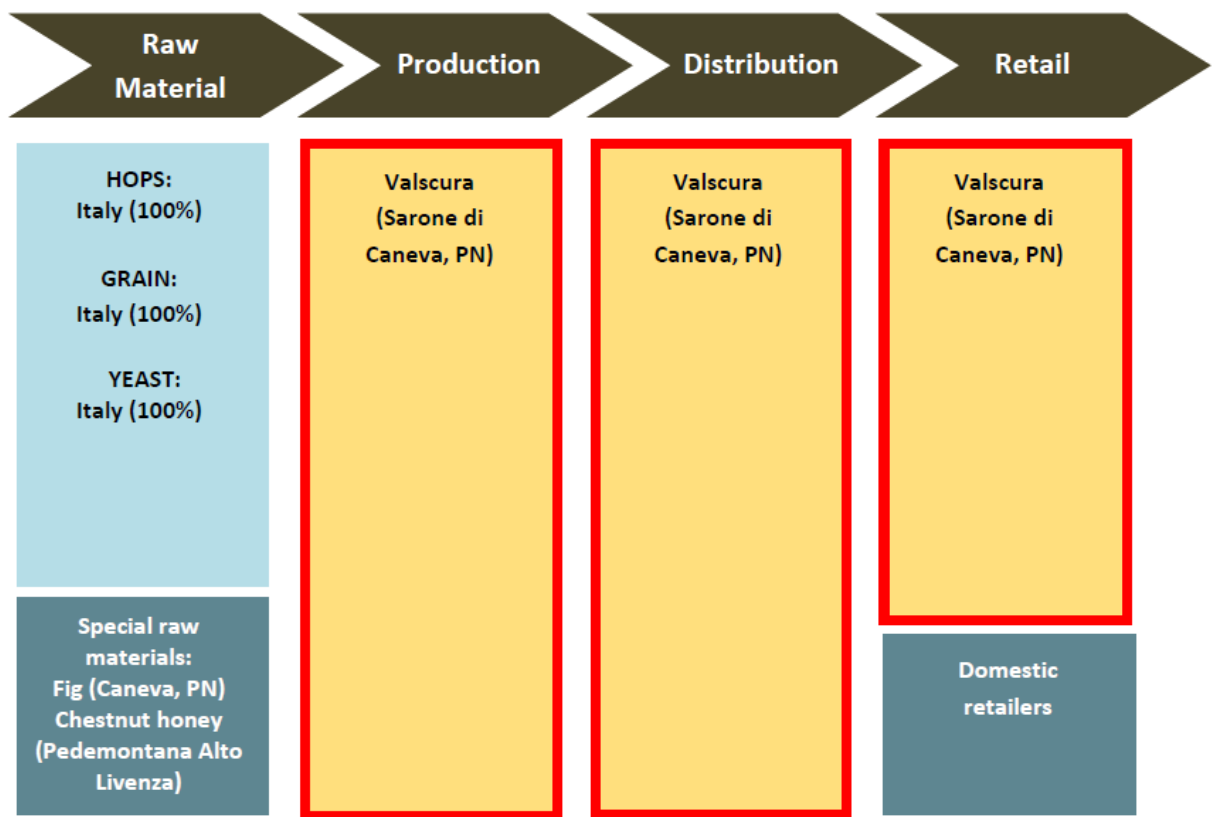 Raw
Material
Production
Distribution
Retail
HOPS:
Italy (100%)
GRAIN:
Italy (100%)
YEAST:
Italy (100%)
Special raw
materials:
Fig (Caneva, PN)
Chestnut honey
(Pedemontana Alto
Livenza)
Valscura
(Sarone di
Caneva, PN)
Valscura
(Sarone di
Caneva, PN)
Valscura
(Sarone di
Caneva, PN)
Domestic
retailers